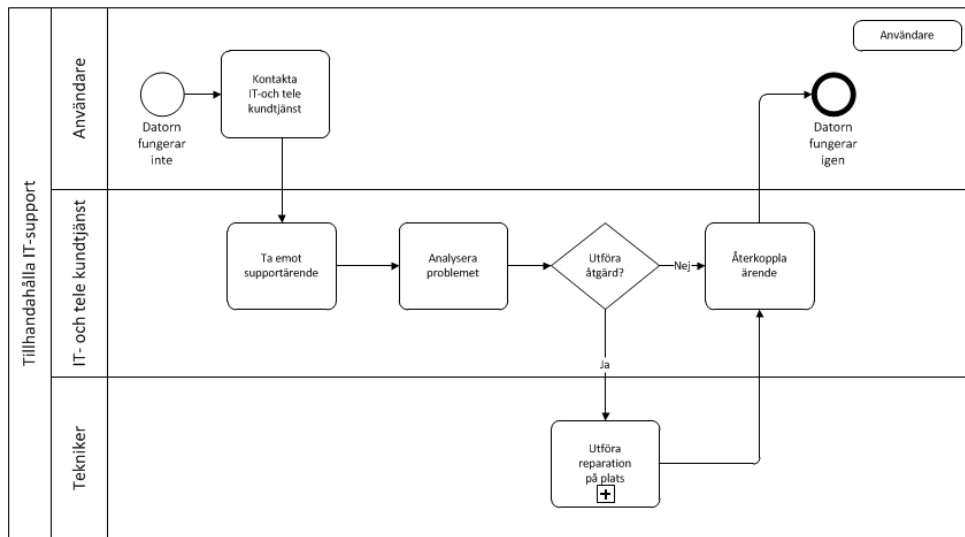 Tillhandahålla IT-support
Användare
Användare
Datorn
fungerar
inte
Kontakta
IT-och tele
kundtjänst
Datorn
fungerar
igen
IT- och tele kundtjänst
Ta emot
supportärende
Analysera
problemet
Utföra
åtgärd?
Nej
Återkoppla
ärende
Ja
Tekniker
Utföra
reparation
på plats